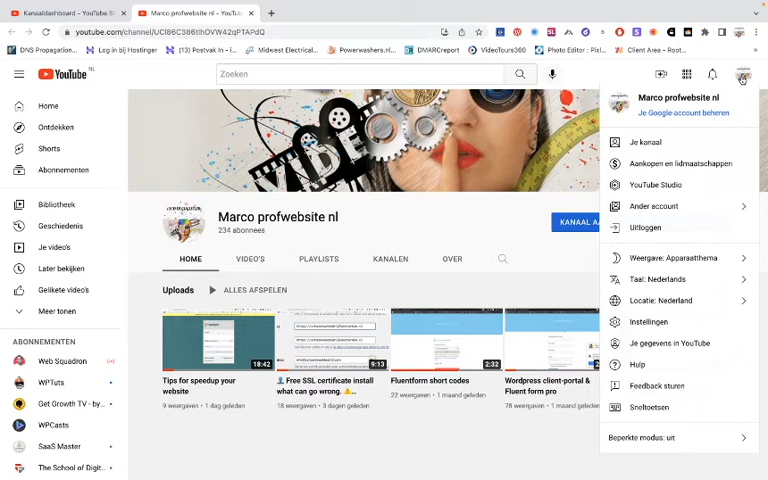 Kanaaldashboard - YouTube S
Marco profwebsite nl - YouTub
youtube.com/channel/UCI86C386tIhOVW42zqPTAPdQ
DNS Propagation...
Log in bij Hostinger
Postvak in -...
Midwest Electrical...
Powerwashers.nl...
DMARCreport
VideoTours360
Photo Editor : Pixl...
Client Area - Root...
YouTube NL
Zoeken
Home
Ontdekken
Shorts
Abonnementen
Bibliotheek
Geschiedenis
Je video's
Later bekijken
Gelikete video's
Meer tonen
ABONNEMENTEN
Web Squadron
WPTuts
Get Growth TV - by...
WPCasts
SaaS Master
The School of Digit...
Marco profwebsite nl
234 abonnees
KANAAL AA
HOME
VIDEO'S
PLAYLISTS
KANALEN
OVER
Uploads
ALLES AFSPELEN
18:42
9:13
2:32
Tips for speedup your
website
9 weergaven • 1 dag geleden
Free SSL certificate install
what can go wrong. ⚠...
18 weergaven • 3 dagen geleden
Fluentform short codes
22 weergaven • 1 maand geleden
Wordpress client-portal &
Fluent form pro
78 weergaven • 1 maand geleden
Marco profwebsite nl
Je Google-account beheren
Je kanaal
Aankopen en lidmaatschappen
YouTube Studio
Ander account
Uitloggen
Weergave: Apparaatthema
Taal: Nederlands
Locatie: Nederland
Instellingen
Je gegevens in YouTube
Hulp
Feedback sturen
Sneltoetsen
Beperkte modus: uit